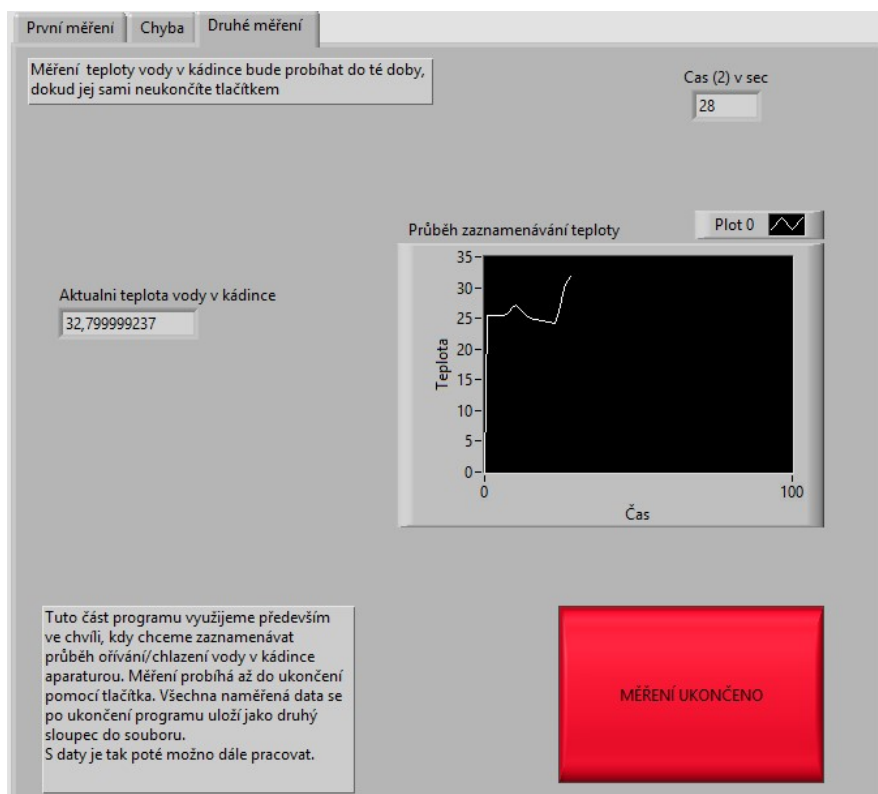 První měření
Chyba
Druhé měření
Měření  teploty vody v kádince bude probíhat do té doby,
dokud jej sami neukončíte tlačítkem
Cas (2) v sec
28
Průběh zaznamenávání teploty
Plot 0
Aktualni teplota vody v kádince
32,799999237
35
30
25
20
15
10
5
0
Teplota
0
100
Čas
Tuto část programu využijeme především
ve chvíli, kdy chceme zaznamenávat
průběh ořívání/chlazení vody v kádince
aparaturou. Měření probíhá až do ukončení
pomocí tlačítka. Všechna naměřená data se
po ukončení programu uloží jako druhý
sloupec do souboru.
S daty je tak poté možno dále pracovat.
MĚŘENÍ UKONČENO